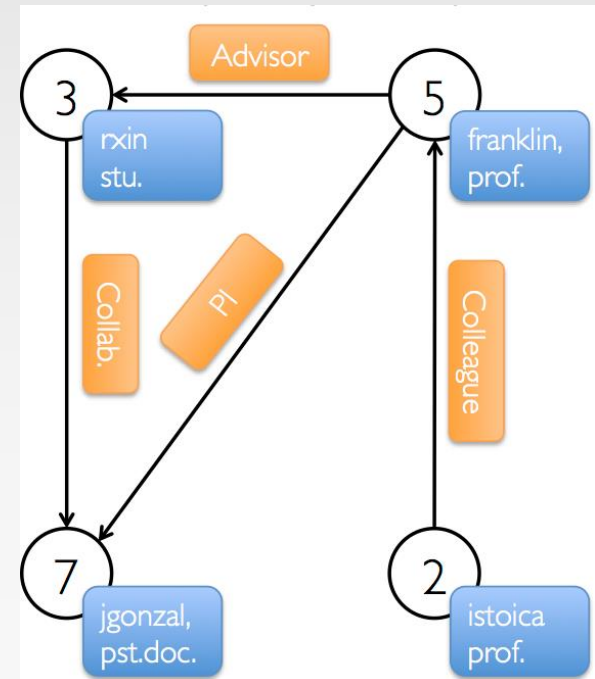 Advisor
3
5
rxin
stu.
franklin,
prof.
Collab.
PI
Colleague
7
2
jgonzal,
pst.doc.
istoica
prof.